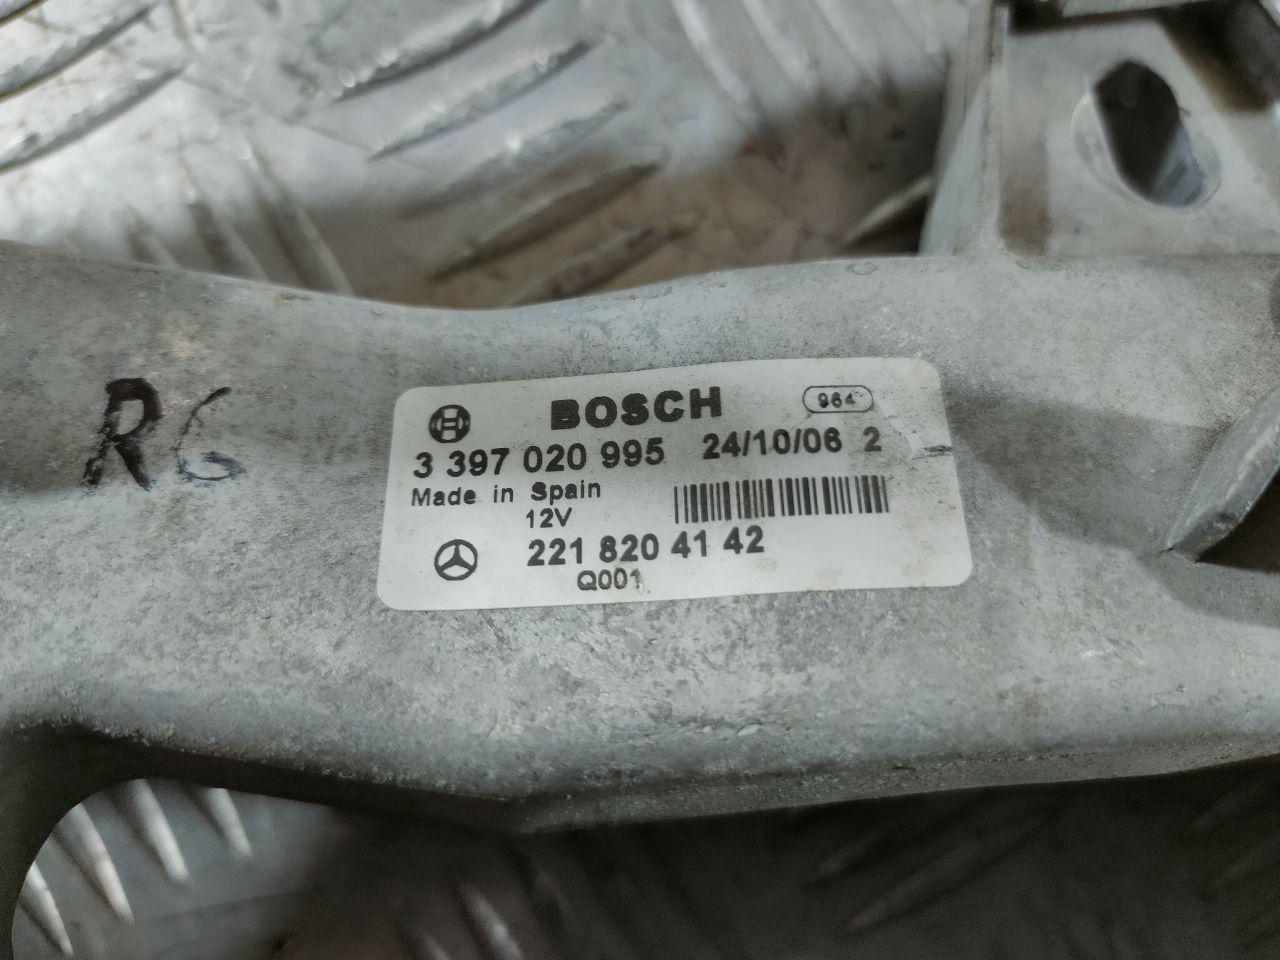 R6
BOSCH 964
3 397 020 995 24/10/06 2
Made in Spain
12V
221 820 41 42
Q001